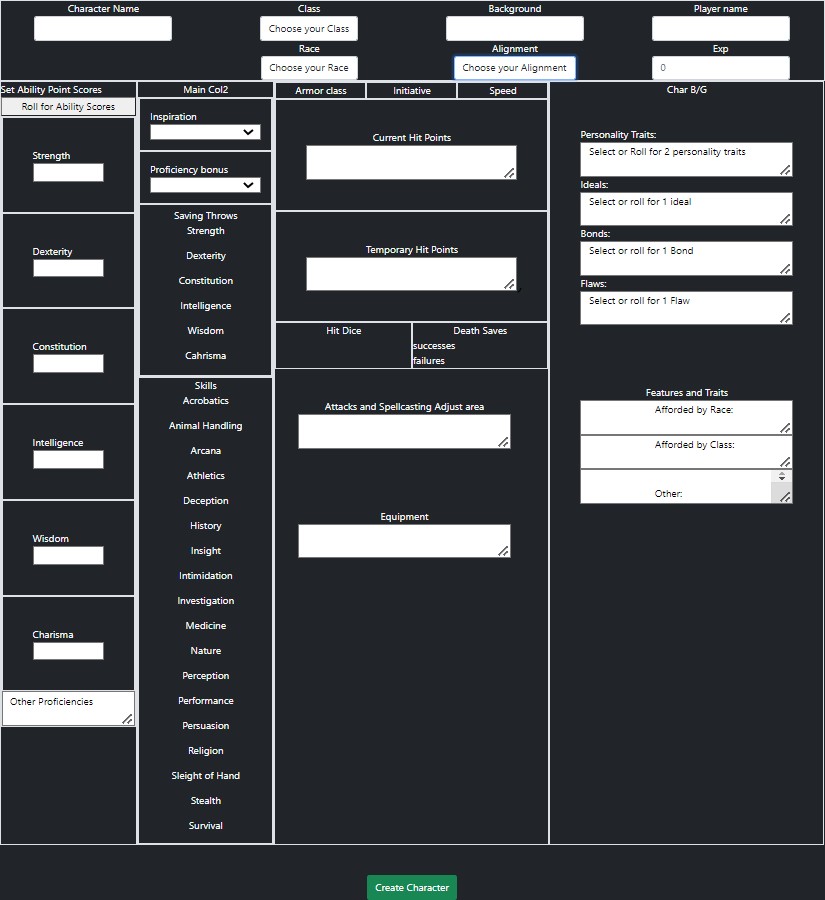 Character Name
Class
Choose your Class
Background
Player name
Race
Choose your Race
Alignment
Choose your Alignment
Exp
0
Set Ability Point Scores
Roll for Ability Scores
Strength
Dexterity
Constitution
Intelligence
Wisdom
Charisma
Other Proficiencies
Main Col2
Inspiration
Proficiency bonus
Saving Throws
Strength
Dexterity
Constitution
Intelligence
Wisdom
Cahrisma
Skills
Acrobatics
Animal Handling
Arcana
Athletics
Deception
History
Insight
Intimidation
Investigation
Medicine
Nature
Perception
Performance
Persuasion
Religion
Sleight of Hand
Stealth
Survival
Armor class
Initiative
Speed
Current Hit Points
Temporary Hit Points
Hit Dice
Death Saves
successes
failures
Attacks and Spellcasting Adjust area
Equipment
Char B/G
Personality Traits:
Select or Roll for 2 personality traits
Ideals:
Select or roll for 1 ideal
Bonds:
Select or roll for 1 Bond
Flaws:
Select or roll for 1 Flaw
Features and Traits
Afforded by Race:
Afforded by Class:
Other:
Create Character